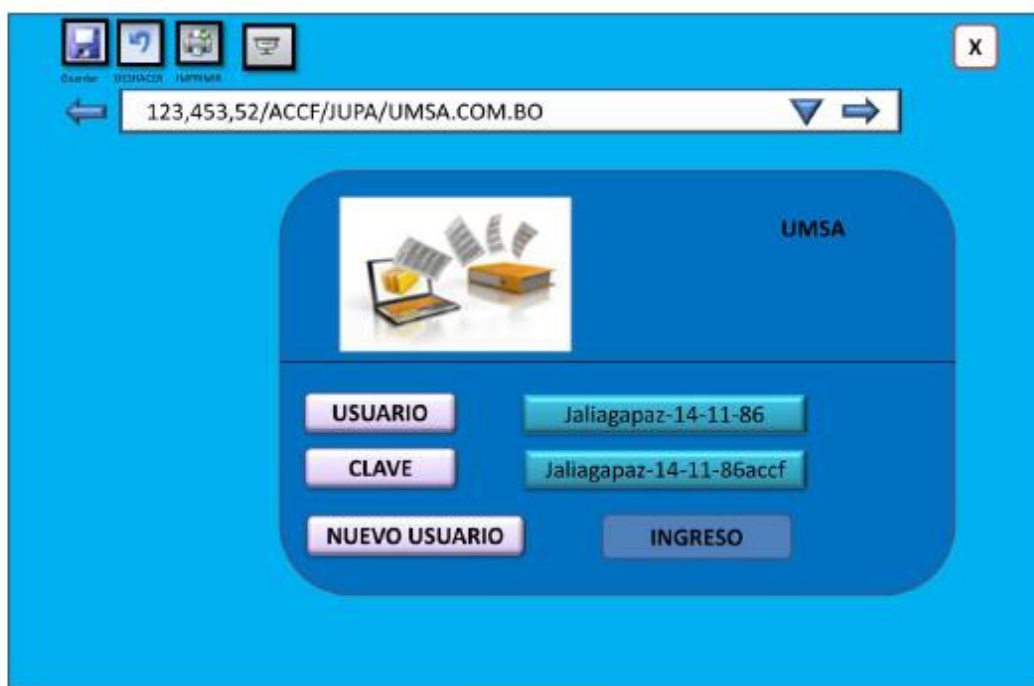 Guardar DESHACER IMPRIMIR
X
123,453,52/ACCF/JUPA/UMSA.COM.BO
UMSA
USUARIO Jaliagapaz-14-11-86
CLAVE Jaliagapaz-14-11-86accf
NUEVO USUARIO INGRESO